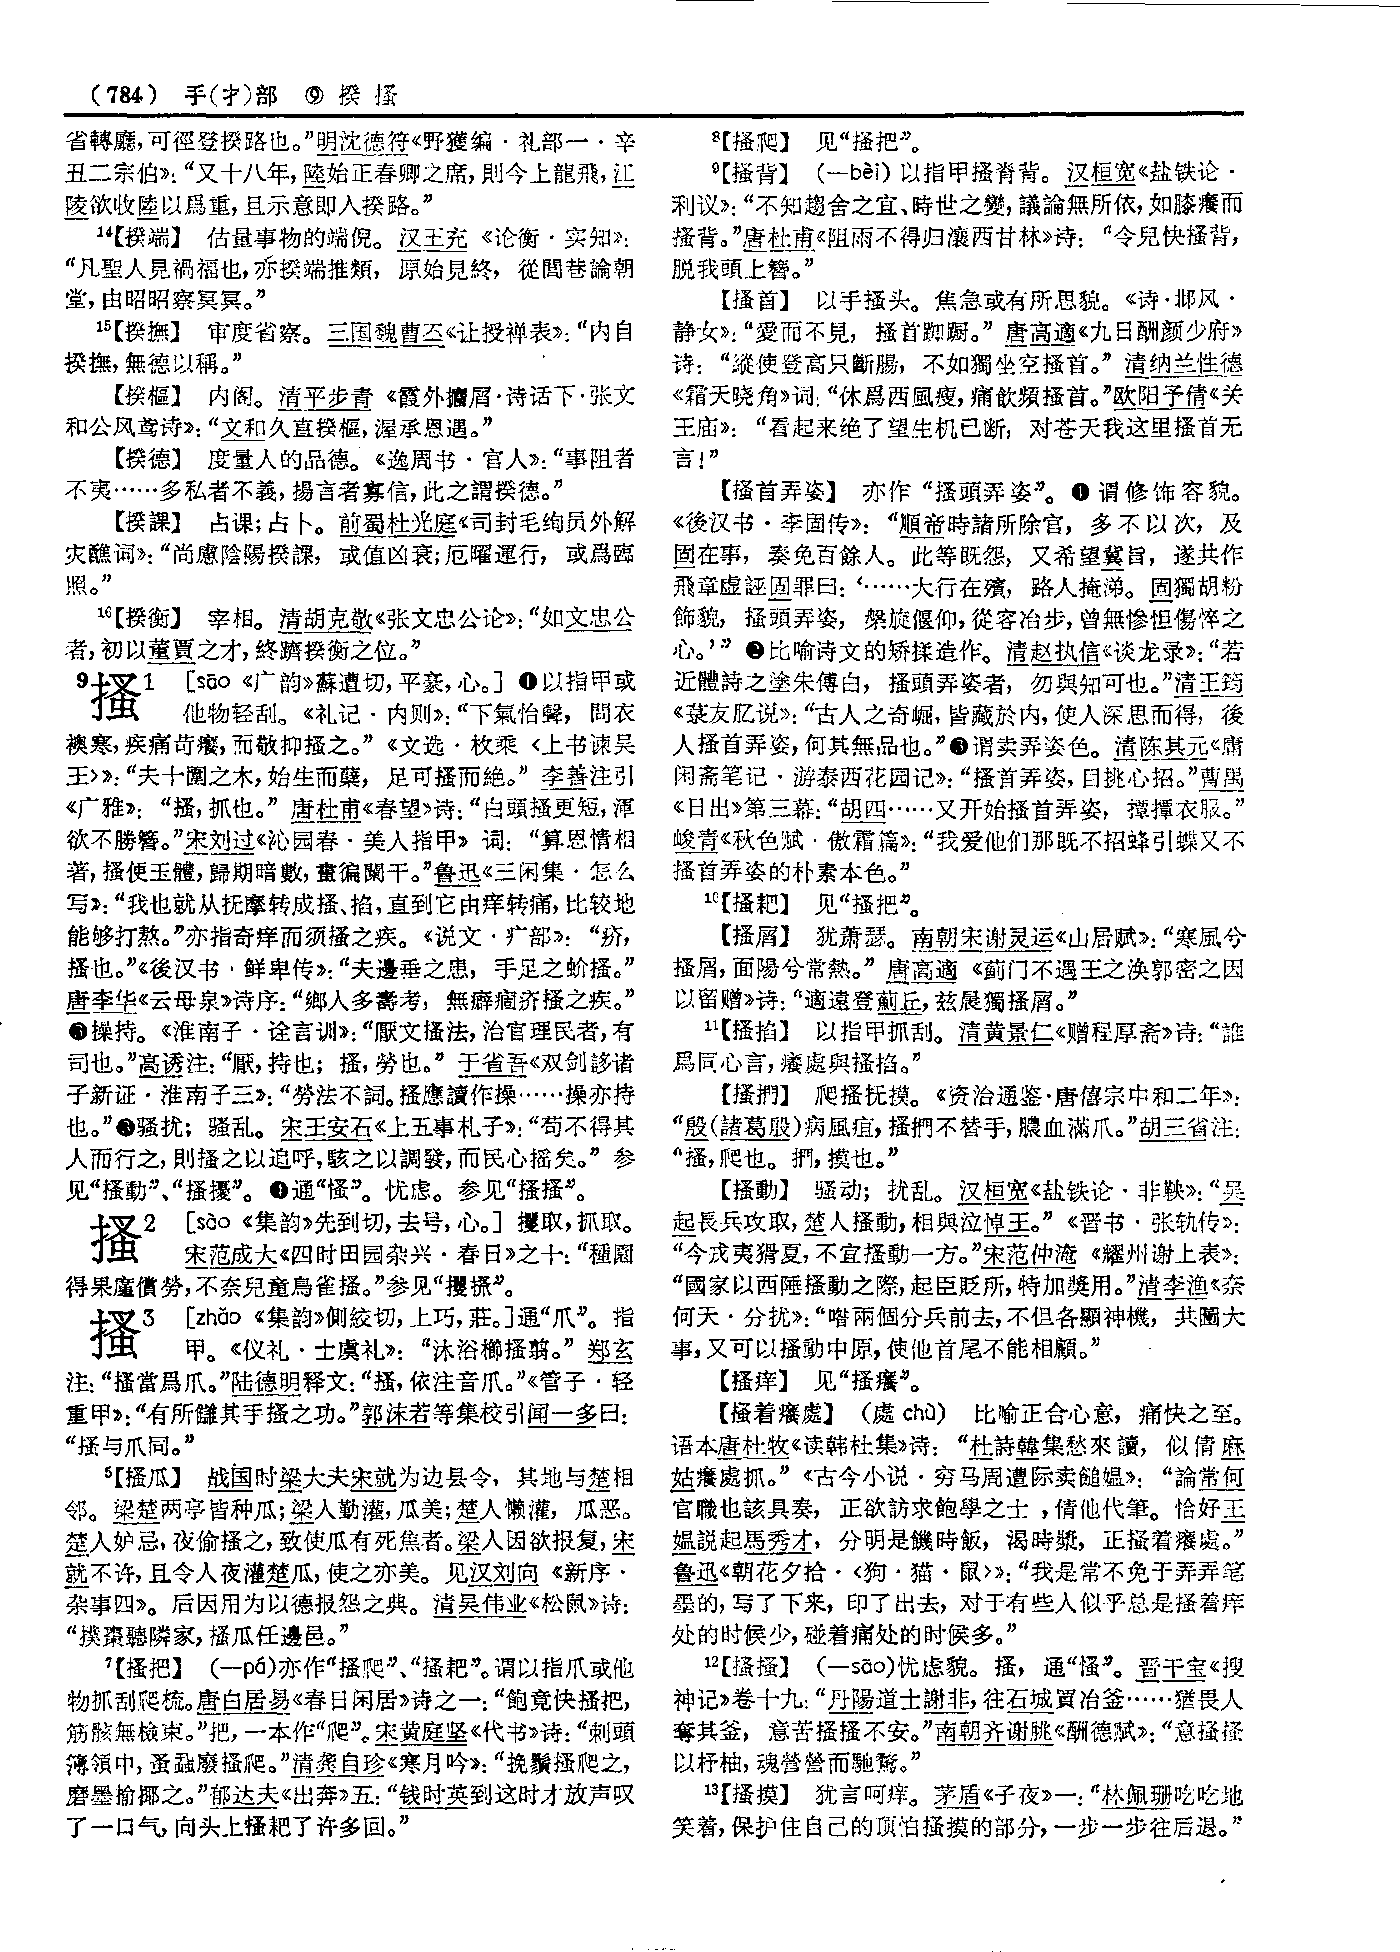 （784） 手(扌)部 ⑨ 揆 搔
省轉廳，可徑登揆路也。”明沈德符《野獲编·礼部一·辛
丑二宗伯》：“又十八年，陸始正春卿之席，則今上龍飛，江
陵欲收陸以爲重，且示意即入揆路。”
14【揆端】 估量事物的端倪。汉王充《论衡·实知》：
“凡聖人見禍福也，亦揆端推類，原始見終，從閭巷論朝
堂，由昭昭察冥冥。”
15【揆撫】 审度省察。三国魏曹丕《让授禅表》：“内自
揆撫，無德以稱。”
【揆樞】 内阁。清平步青《霞外攟屑·诗话下·张文
和公风鸢诗》：“文和久直揆樞，渥承恩遇。”
【揆德】 度量人的品德。《逸周书·官人》：“事阻者
不夷……多私者不義，揚言者寡信，此之謂揆德。”
【揆課】 占课；占卜。前蜀杜光庭《司封毛绚员外解
灾醮词》：“尚慮陰陽揆課，或值凶衰；厄曜運行，或爲臨
照。”
16【揆衡】 宰相。清胡克敬《张文忠公论》：“如文忠公
者，初以董賈之才，終躋揆衡之位。”
9搔1 [sāo《广韵》蘇遭切，平豪，心。] ❶以指甲或
他物轻刮。《礼记·内则》：“下氣怡聲，問衣
襖寒，疾痛苛癢，而敬抑搔之。”《文选·枚乘〈上书谏吴
王〉》：“夫十圍之木，始生而蘖，足可搔而絶。”李善注引
《广雅》：“搔，抓也。”唐杜甫《春望》诗：“白頭搔更短，渾
欲不勝簪。”宋刘过《沁园春·美人指甲》词：“算恩情相
著，搔便玉體，歸期暗數，畫徧闌干。”鲁迅《三闲集·怎么
写》：“我也就从抚摩转成搔、掐，直到它由痒转痛，比较地
能够打熬。”亦指奇痒而须搔之疾。《说文·疒部》：“疥，
搔也。”《後汉书·鲜卑传》：“夫邊垂之患，手足之蚧搔。”
唐李华《云母泉》诗序：“鄉人多壽考，無癖痼疥搔之疾。”
❷操持。《淮南子·诠言训》：“厭文搔法，治官理民者，有
司也。”高诱注：“厭，持也；搔，勞也。”于省吾《双剑誃诸
子新证·淮南子三》：“勞法不詞。搔應讀作操……操亦持
也。”❸骚扰；骚乱。宋王安石《上五事札子》：“苟不得其
人而行之，則搔之以追呼，駭之以調發，而民心摇矣。”参
见“搔動”、“搔擾”。❹通“慅”。忧虑。参见“搔搔”。
搔2 [sào《集韵》先到切，去号，心。] 攫取，抓取。
宋范成大《四时田园杂兴·春日》之十：“種園
得果廑償勞，不奈兒童鳥雀搔。”参见“攫搔”。
搔3 [zhǎo《集韵》側絞切，上巧，莊。]通“爪”。指
甲。《仪礼·士虞礼》：“沐浴櫛搔翦。”郑玄
注：“搔當爲爪。”陆德明释文：“搔，依注音爪。”《管子·轻
重甲》：“有所讎其手搔之功。”郭沫若等集校引闻一多曰：
“搔与爪同。”
5【搔瓜】 战国时梁大夫宋就为边县令，其地与楚相
邻。梁楚两亭皆种瓜；梁人勤灌，瓜美；楚人懒灌，瓜恶。
楚人妒忌，夜偷搔之，致使瓜有死焦者。梁人因欲报复，宋
就不许，且令人夜灌楚瓜，使之亦美。见汉刘向《新序·
杂事四》。后因用为以德报怨之典。清吴伟业《松鼠》诗：
“撲棗聽隣家，搔瓜任邊邑。”
7【搔把】 （—pá）亦作“搔爬”、“搔耙”。谓以指爪或他
物抓刮爬梳。唐白居易《春日闲居》诗之一：“飽竟快搔把，
筋骸無檢束。”把，一本作“爬”。宋黄庭坚《代书》诗：“刺頭
簿領中，蚤蝨廢搔爬。”清龚自珍《寒月吟》：“挽鬚搔爬之，
磨墨揄揶之。”郁达夫《出奔》五：“钱时英到这时才放声叹
了一口气，向头上搔耙了许多回。”
8【搔爬】 见“搔把”。
9【搔背】 （—bèi）以指甲搔脊背。汉桓宽《盐铁论·
利议》：“不知趨舍之宜、時世之變，議論無所依，如膝癢而
搔背。”唐杜甫《阻雨不得归瀼西甘林》诗：“令兒快搔背，
脱我頭上簪。”
【搔首】 以手搔头。焦急或有所思貌。《诗·邶风·
静女》：“愛而不見，搔首踟蹰。”唐高適《九日酬颜少府》
诗：“縱使登高只斷腸，不如獨坐空搔首。”清纳兰性德
《霜天晓角》词：“休爲西風瘦，痛飲頻搔首。”欧阳予倩《关
王庙》：“看起来绝了望生机已断，对苍天我这里搔首无
言！”
【搔首弄姿】 亦作“搔頭弄姿”。❶谓修饰容貌。
《後汉书·李固传》：“順帝時諸所除官，多不以次，及
固在事，奏免百餘人。此等既怨，又希望冀旨，遂共作
飛章虚誣固罪曰：‘……大行在殯，路人掩涕。固獨胡粉
飾貌，搔頭弄姿，槃旋偃仰，從容冶步，曾無慘怛傷悴之
心。’”❷比喻诗文的矫揉造作。清赵执信《谈龙录》：“若
近體詩之塗朱傅白，搔頭弄姿者，勿與知可也。”清王筠
《菉友肊说》：“古人之奇崛，皆藏於内，使人深思而得，後
人搔首弄姿，何其無品也。”❸谓卖弄姿色。清陈其元《庸
闲斋笔记·游泰西花园记》：“搔首弄姿，目挑心招。”曹禺
《日出》第三幕：“胡四……又开始搔首弄姿，撢撢衣服。”
峻青《秋色赋·傲霜篇》：“我爱他们那既不招蜂引蝶又不
搔首弄姿的朴素本色。”
10【搔耙】 见“搔把”。
【搔屑】 犹萧瑟。南朝宋谢灵运《山居赋》：“寒風兮
搔屑，面陽兮常熱。”唐高適《蓟门不遇王之涣郭密之因
以留赠》诗：“適遠登薊丘，兹晨獨搔屑。”
11【搔掐】 以指甲抓刮。清黄景仁《赠程厚斋》诗：“誰
爲同心言，癢處與搔掐。”
【搔捫】 爬搔抚摸。《资治通鉴·唐僖宗中和二年》：
“殷（諸葛殷）病風疽，搔捫不替手，膿血滿爪。”胡三省注：
“搔，爬也。捫，摸也。”
【搔動】 骚动；扰乱。汉桓宽《盐铁论·非鞅》：“吴
起長兵攻取，楚人搔動，相與泣悼王。”《晋书·张轨传》：
“今戎夷猾夏，不宜搔動一方。”宋范仲淹《耀州谢上表》：
“國家以西陲搔動之際，起臣貶所，特加獎用。”清李渔《奈
何天·分扰》：“喒兩個分兵前去，不但各顯神機，共圖大
事，又可以搔動中原，使他首尾不能相顧。”
【搔痒】 见“搔癢”。
【搔着癢處】 （處chù） 比喻正合心意，痛快之至。
语本唐杜牧《读韩杜集》诗：“杜詩韓集愁來讀，似倩麻
姑癢處抓。”《古今小说·穷马周遭际卖䭔媪》：“論常何
官職也該具奏，正欲訪求飽學之士，倩他代筆。恰好王
媪説起馬秀才，分明是饑時飯，渴時漿，正搔着癢處。”
鲁迅《朝花夕拾·〈狗·猫·鼠〉》：“我是常不免于弄弄笔
墨的，写了下来，印了出去，对于有些人似乎总是搔着痒
处的时候少，碰着痛处的时候多。”
12【搔搔】 （—sāo）忧虑貌。搔，通“慅”。晋干宝《搜
神记》卷十九：“丹陽道士謝非，往石城買冶釜……猶畏人
奪其釜，意苦搔搔不安。”南朝齐谢朓《酬德赋》：“意搔搔
以杼柚，魂營營而馳騖。”
13【搔摸】 犹言呵痒。茅盾《子夜》一：“林佩珊吃吃地
笑着，保护住自己的顶怕搔摸的部分，一步一步往后退。”